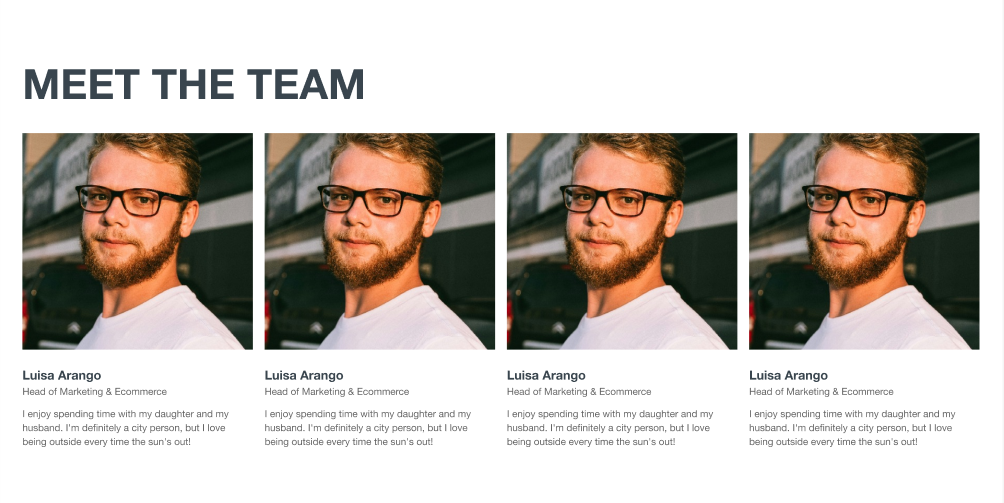 MEET THE TEAM
Luisa Arango
Head of Marketing & Ecommerce
I enjoy spending time with my daughter and my
husband. I'm definitely a city person, but I love
being outside every time the sun's out!
Luisa Arango
Head of Marketing & Ecommerce
I enjoy spending time with my daughter and my
husband. I'm definitely a city person, but I love
being outside every time the sun's out!
Luisa Arango
Head of Marketing & Ecommerce
I enjoy spending time with my daughter and my
husband. I'm definitely a city person, but I love
being outside every time the sun's out!
Luisa Arango
Head of Marketing & Ecommerce
I enjoy spending time with my daughter and my
husband. I'm definitely a city person, but I love
being outside every time the sun's out!